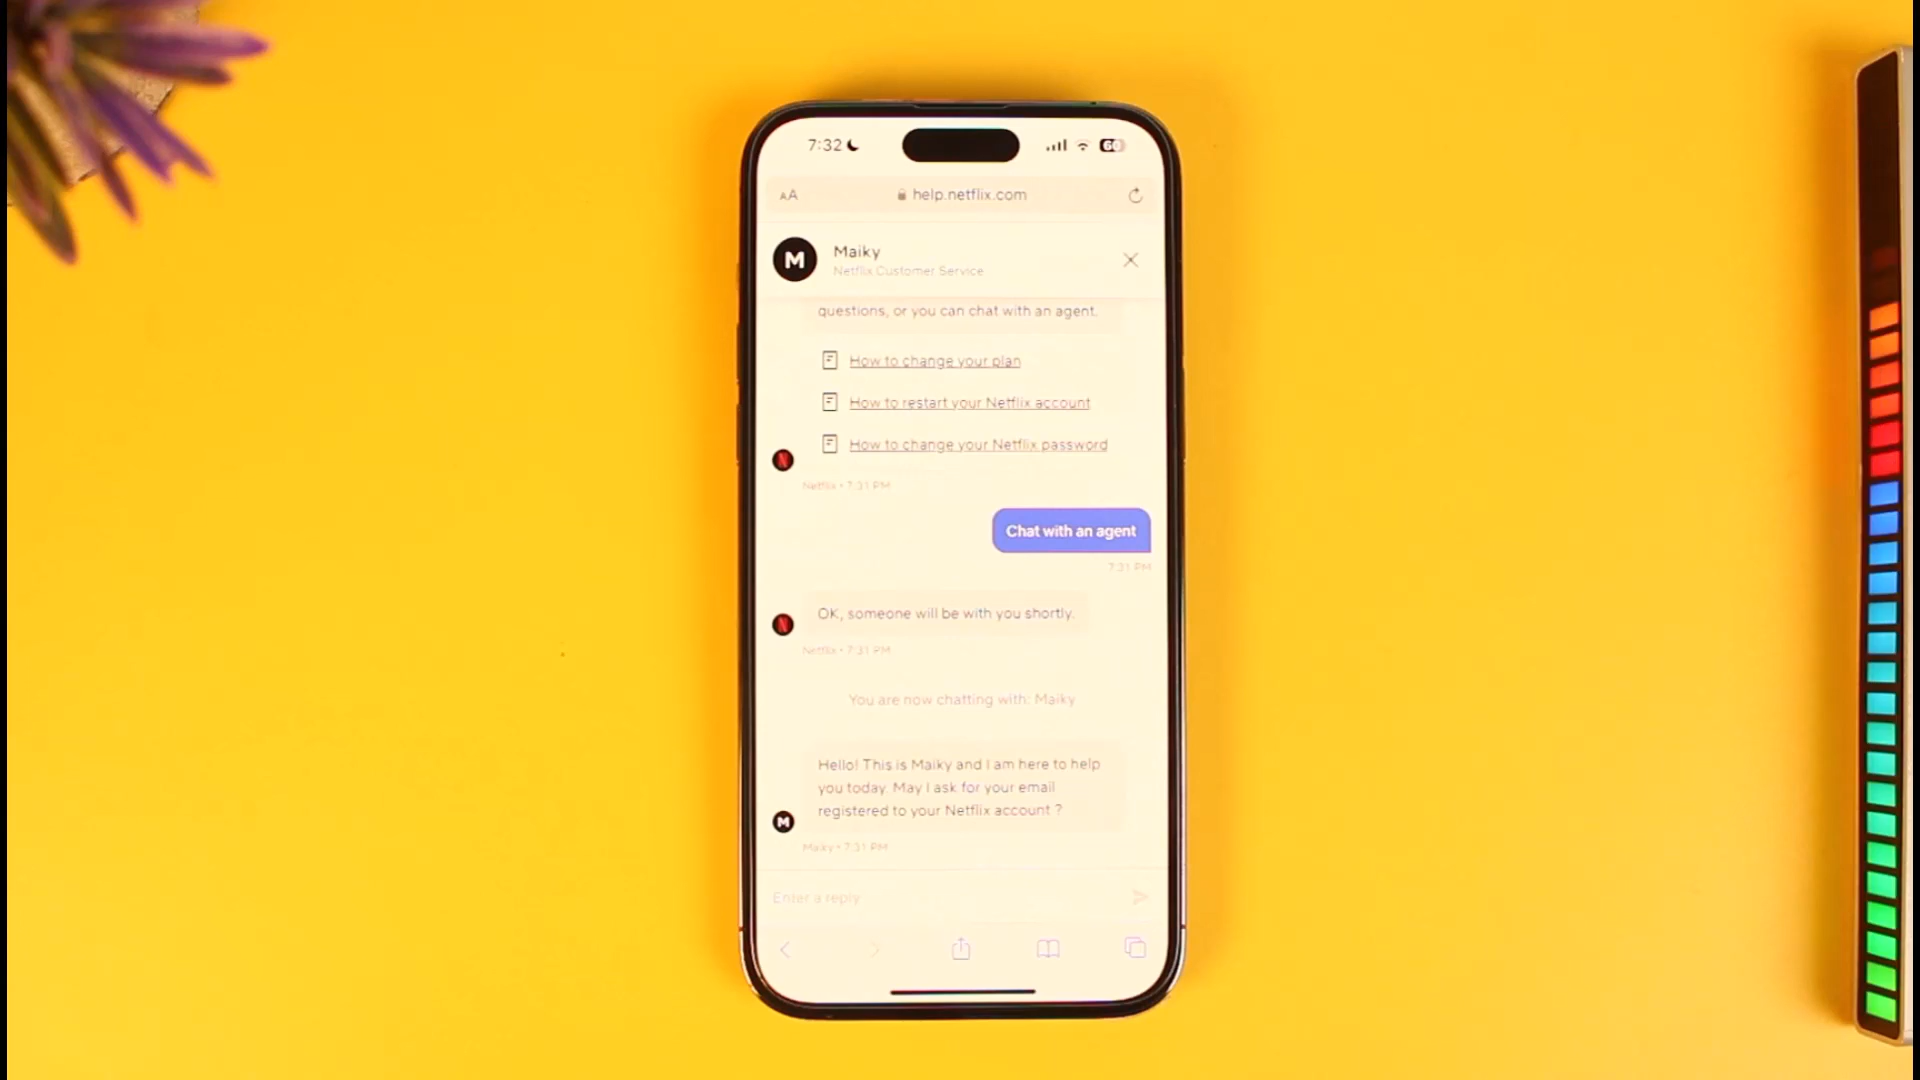 7:32
60
AA
help.netflix.com
M
Maiky
Netflix Customer Service
questions, or you can chat with an agent.
How to change your plan
How to restart your Netflix account
How to change your Netflix password
N
Netflix • 7:31 PM
Chat with an agent
7:31 PM
OK, someone will be with you shortly.
N
Netflix • 7:31 PM
You are now chatting with: Maiky
Hello! This is Maiky and I am here to help
you today. May I ask for your email
registered to your Netflix account ?
M
Maiky • 7:31 PM
Enter a reply